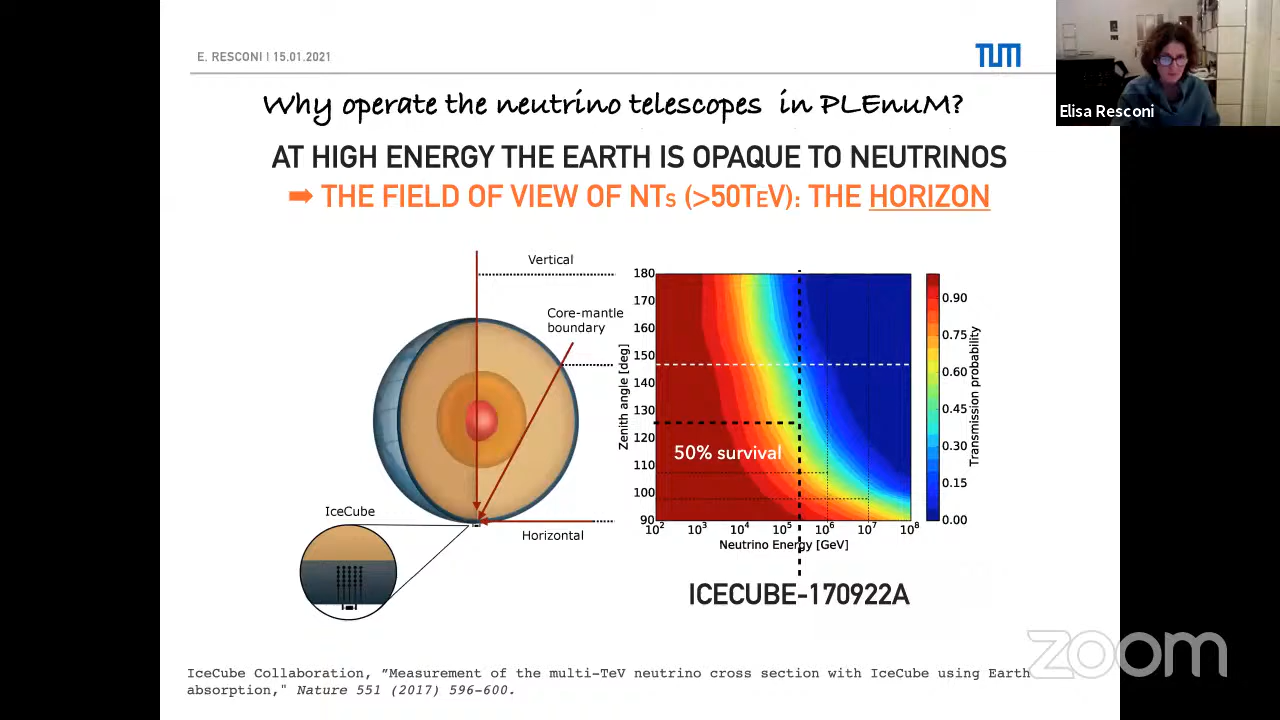 E. RESCONI | 15.01.2021
TUM
Elisa Resconi
Why operate the neutrino telescopes in PLEnuM?
AT HIGH ENERGY THE EARTH IS OPAQUE TO NEUTRINOS
➡ THE FIELD OF VIEW OF NTs (>50TeV): THE HORIZON
Vertical
Core-mantle
boundary
IceCube
Horizontal
Zenith angle [deg]
180
170
160
150
140
130
120
110
100
90
50% survival
10² 10³ 10⁴ 10⁵ 10⁶ 10⁷ 10⁸
Neutrino Energy [GeV]
0.90
0.75
0.60
0.45
0.30
0.15
0.00
Transmission probability
ICECUBE-170922A
zoom
IceCube Collaboration, "Measurement of the multi-TeV neutrino cross section with IceCube using Earth
absorption," Nature 551 (2017) 596-600.